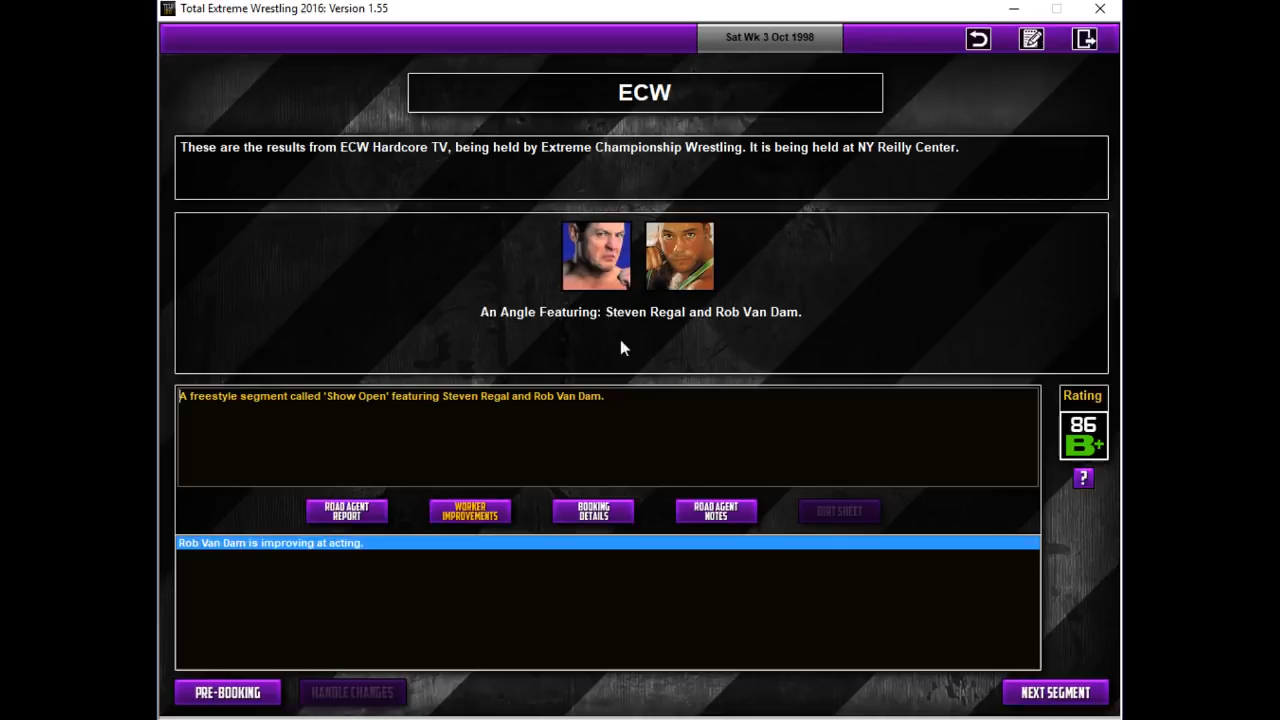 Total Extreme Wrestling 2016: Version 1.55
Sat Wk 3 Oct 1998
ECW
These are the results from ECW Hardcore TV, being held by Extreme Championship Wrestling. It is being held at NY Reilly Center.
An Angle Featuring: Steven Regal and Rob Van Dam.
A freestyle segment called 'Show Open' featuring Steven Regal and Rob Van Dam.
Rating
86
B+
?
ROAD AGENT
REPORT
WORKER
IMPROVEMENTS
BOOKING
DETAILS
ROAD AGENT
NOTES
DIRT SHEET
Rob Van Dam is improving at acting.
PRE-BOOKING
HANDLE CHANGES
NEXT SEGMENT